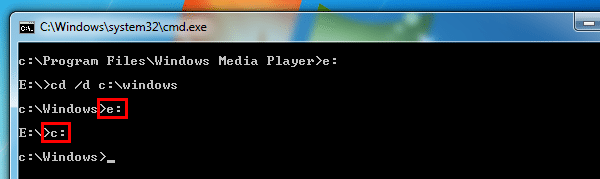 C:\Windows\system32\cmd.exe
c:\Program Files\Windows Media Player>e:
E:\>cd /d c:\windows
c:\Windows>e:
E:\>c:
c:\Windows>_